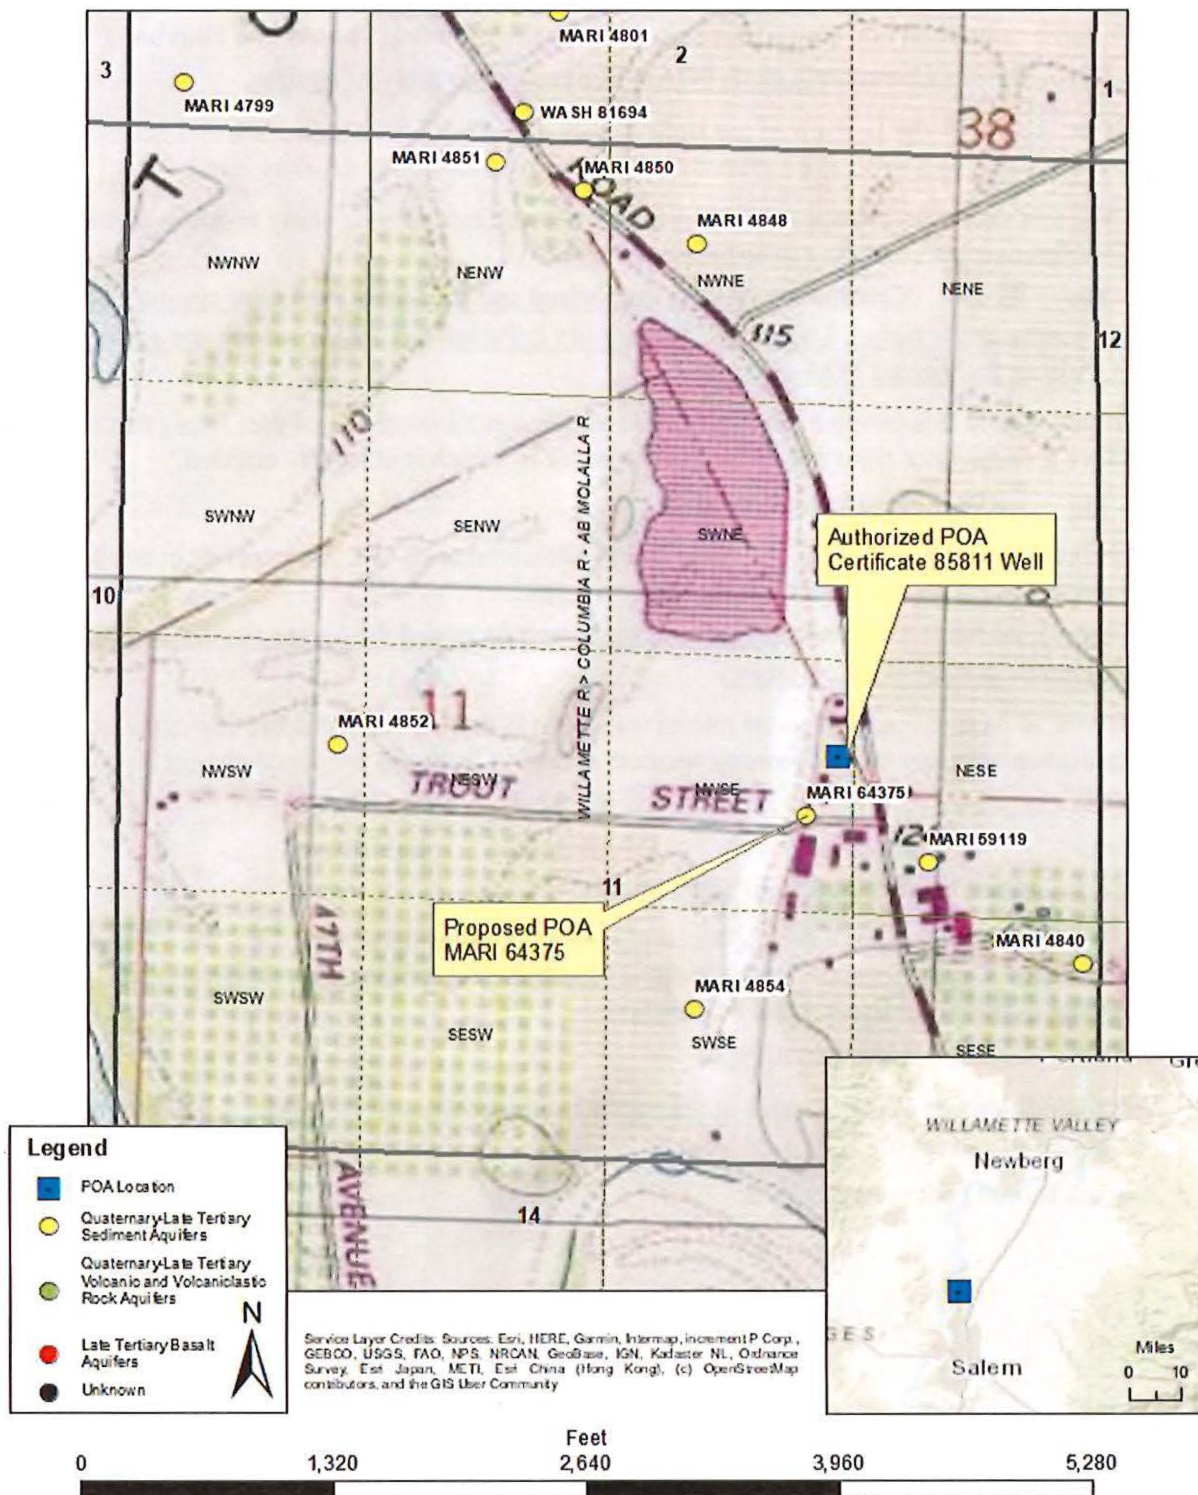 MARI 4801
3
2
1
MARI 4799
WASH 81694
38
MARI 4851
MARI 4850
ROAD
T
MARI 4848
NWNW
NENW
NWNE
NENE
115
12
110
WILLAMETTE R > COLUMBIA R - AB MOLALLA R
SWNW
SENW
SWNE
Authorized POA
Certificate 85811 Well
10
11
MARI 4852
NWSW
NESW
TROUT
STREET
NWSE
NESE
MARI 64375
MARI 59119
11
Proposed POA
MARI 64375
47TH
MARI 4840
MARI 4854
SWSW
SESW
SWSE
SESE
14
AVENUE
WILLAMETTE VALLEY
Newberg
Salem
Miles
0 10
Legend
POA Location
Quaternary-Late Tertiary
Sediment Aquifers
Quaternary-Late Tertiary
Volcanic and Volcaniclastic
Rock Aquifers
Late Tertiary Basalt
Aquifers
Unknown
N
Service Layer Credits: Sources: Esri, HERE, Garmin, Intermap, increment P Corp.,
GEBCO, USGS, FAO, NPS, NRCAN, GeoBase, IGN, Kadaster NL, Ordnance
Survey, Esri Japan, METI, Esri China (Hong Kong), (c) OpenStreetMap
contributors, and the GIS User Community
Feet
0 1,320 2,640 3,960 5,280